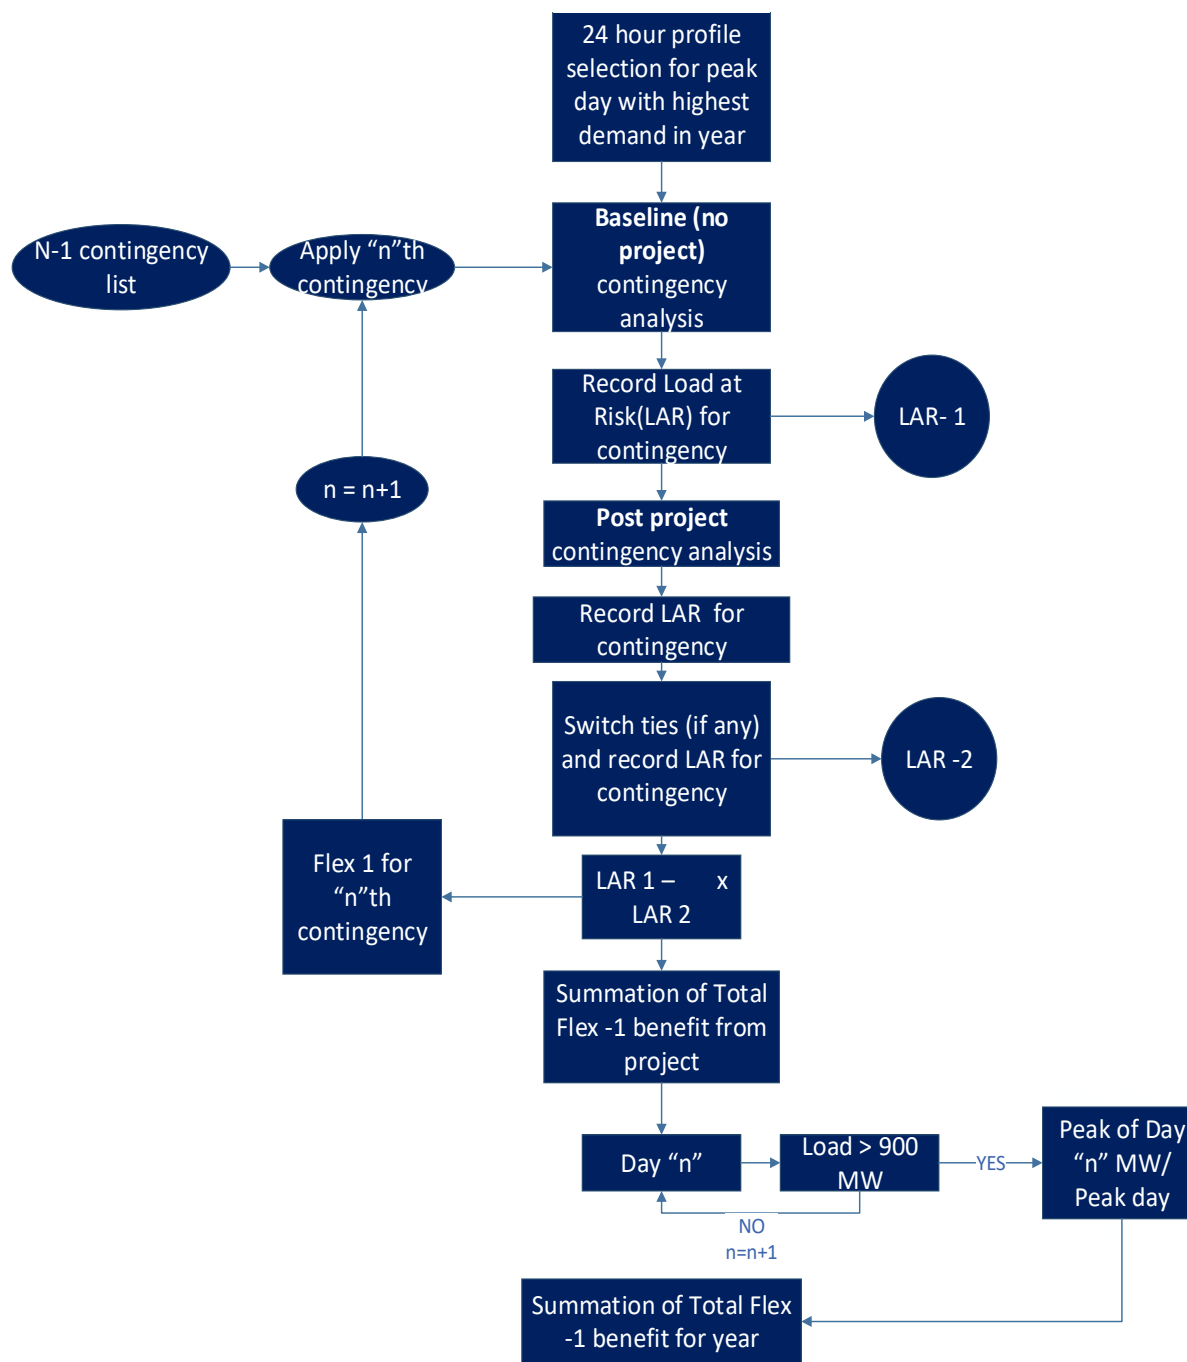 24 hour profile
selection for peak
day with highest
demand in year
N-1 contingency
list
Apply “n”th
contingency
Baseline (no
project)
contingency
analysis
Record Load at
Risk(LAR) for
contingency
LAR- 1
n = n+1
Post project
contingency analysis
Record LAR for
contingency
Switch ties (if any)
and record LAR for
contingency
LAR -2
Flex 1 for
“n”th
contingency
LAR 1 – x
LAR 2
Summation of Total
Flex -1 benefit from
project
Day “n”
Load > 900
MW
YES
Peak of Day
“n” MW/
Peak day
NO
n=n+1
Summation of Total Flex
-1 benefit for year